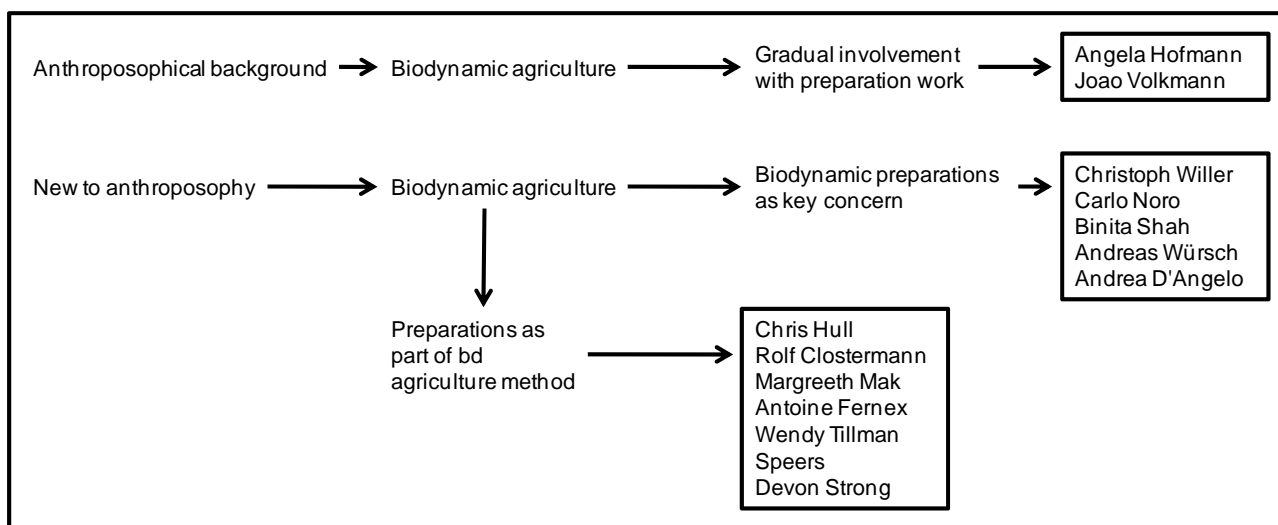 Anthroposophical background
Biodynamic agriculture
Gradual involvement
with preparation work
Angela Hofmann
Joao Volkmann
New to anthroposophy
Biodynamic agriculture
Biodynamic preparations
as key concern
Christoph Willer
Carlo Noro
Binita Shah
Andreas Würsch
Andrea D'Angelo
Preparations as
part of bd
agriculture method
Chris Hull
Rolf Clostermann
Margreeth Mak
Antoine Fernex
Wendy Tillman
Speers
Devon Strong